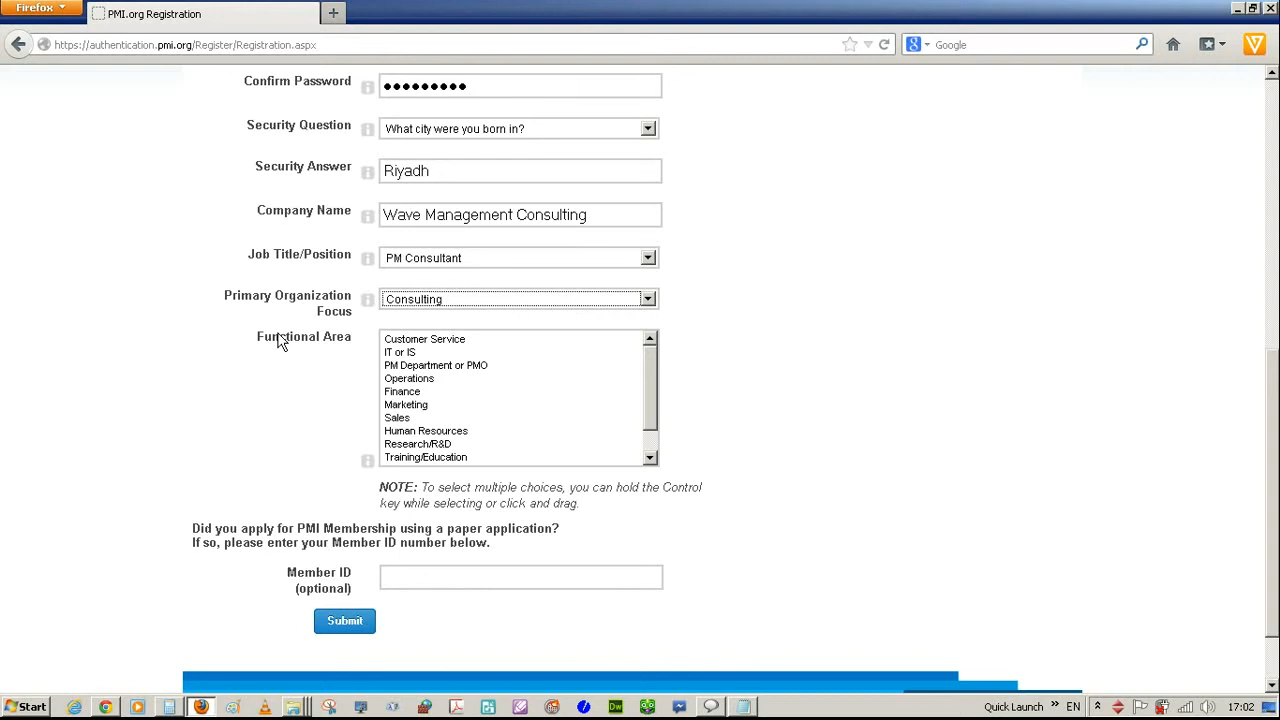 Firefox
PMI.org Registration
https://authentication.pmi.org/Register/Registration.aspx
Google
Confirm Password
Security Question
What city were you born in?
Security Answer
Riyadh
Company Name
Wave Management Consulting
Job Title/Position
PM Consultant
Primary Organization
Focus
Consulting
Functional Area
Customer Service
IT or IS
PM Department or PMO
Operations
Finance
Marketing
Sales
Human Resources
Research/R&D
Training/Education
NOTE: To select multiple choices, you can hold the Control
key while selecting or click and drag.
Did you apply for PMI Membership using a paper application?
If so, please enter your Member ID number below.
Member ID
(optional)
Submit
Start
Dw
Quick Launch
EN
17:02